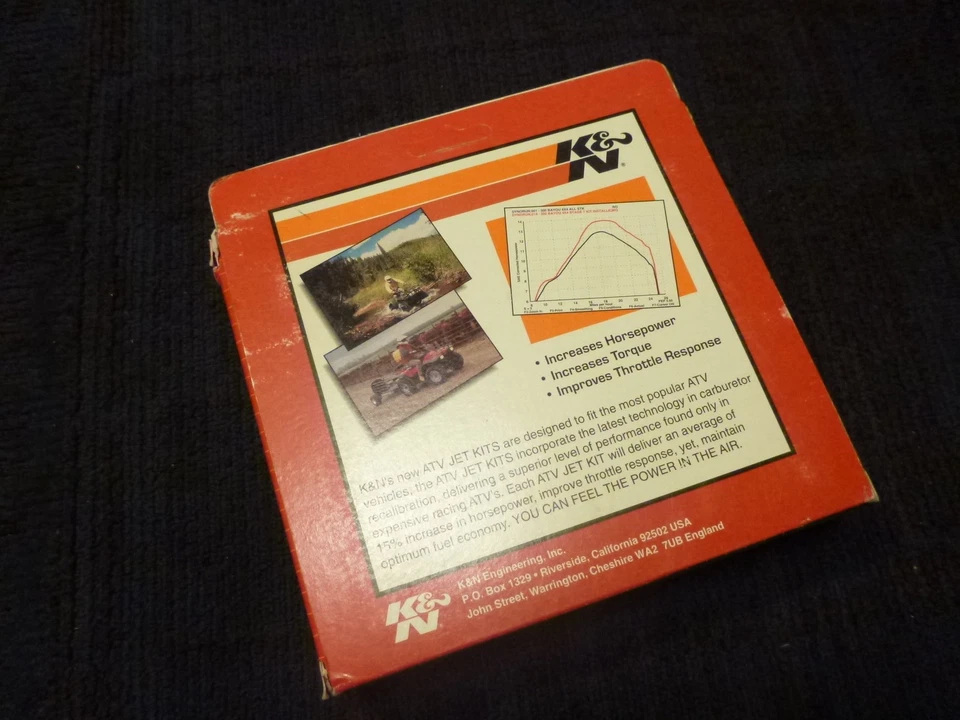 K&N®
• Increases Horsepower
• Increases Torque
• Improves Throttle Response
K&N's new ATV JET KITS are designed to fit the most popular ATV
vehicles, the ATV JET KITS incorporate the latest technology in carburetor
recalibration, delivering a superior level of performance found only in
expensive racing ATV's. Each ATV JET KIT will deliver an average of
15% increase in horsepower, improve throttle response, yet, maintain
optimum fuel economy. YOU CAN FEEL THE POWER IN THE AIR.
K&N
K&N Engineering, Inc.
P.O. Box 1329 • Riverside, California 92502 USA
John Street, Warrington, Cheshire WA2 7UB England